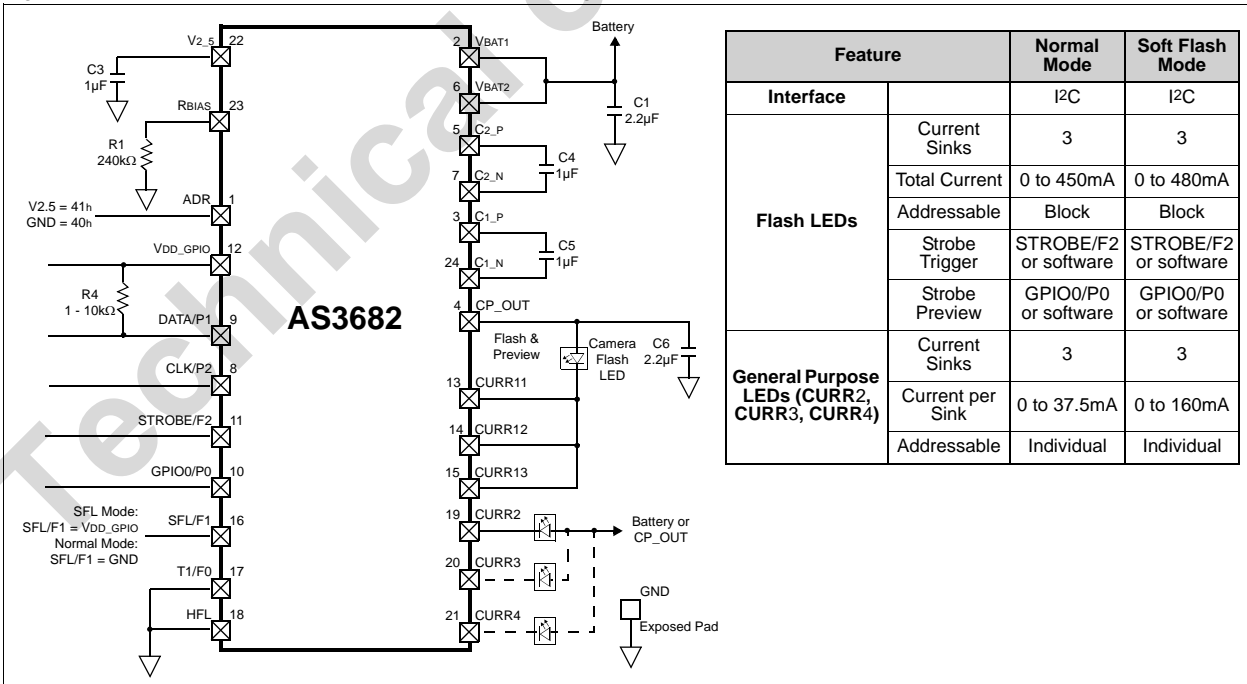 Technical c
V2_5 22
C3
1µF
RBIAS 23
R1
240kΩ
ADR 1
V2.5 = 41h
GND = 40h
VDD_GPIO 12
R4
1 - 10kΩ
DATA/P1 9
CLK/P2 8
STROBE/F2 11
GPIO0/P0 10
SFL Mode:
SFL/F1 = VDD_GPIO
Normal Mode:
SFL/F1 = GND
SFL/F1 16
T1/F0 17
HFL 18
AS3682
Battery
2 VBAT1
6 VBAT2
C1
2.2µF
5 C2_P
C4
1µF
7 C2_N
3 C1_P
C5
1µF
24 C1_N
4 CP_OUT
Flash &
Preview
Camera
Flash
LED
C6
2.2µF
13 CURR11
14 CURR12
15 CURR13
19 CURR2
Battery or
CP_OUT
20 CURR3
21 CURR4
GND
Exposed Pad
Feature Normal Mode Soft Flash Mode
Interface I2C I2C
Flash LEDs
Current Sinks 3 3
Total Current 0 to 450mA 0 to 480mA
Addressable Block Block
Strobe Trigger STROBE/F2 or software STROBE/F2 or software
Strobe Preview GPIO0/P0 or software GPIO0/P0 or software
General Purpose LEDs (CURR2, CURR3, CURR4)
Current Sinks 3 3
Current per Sink 0 to 37.5mA 0 to 160mA
Addressable Individual Individual